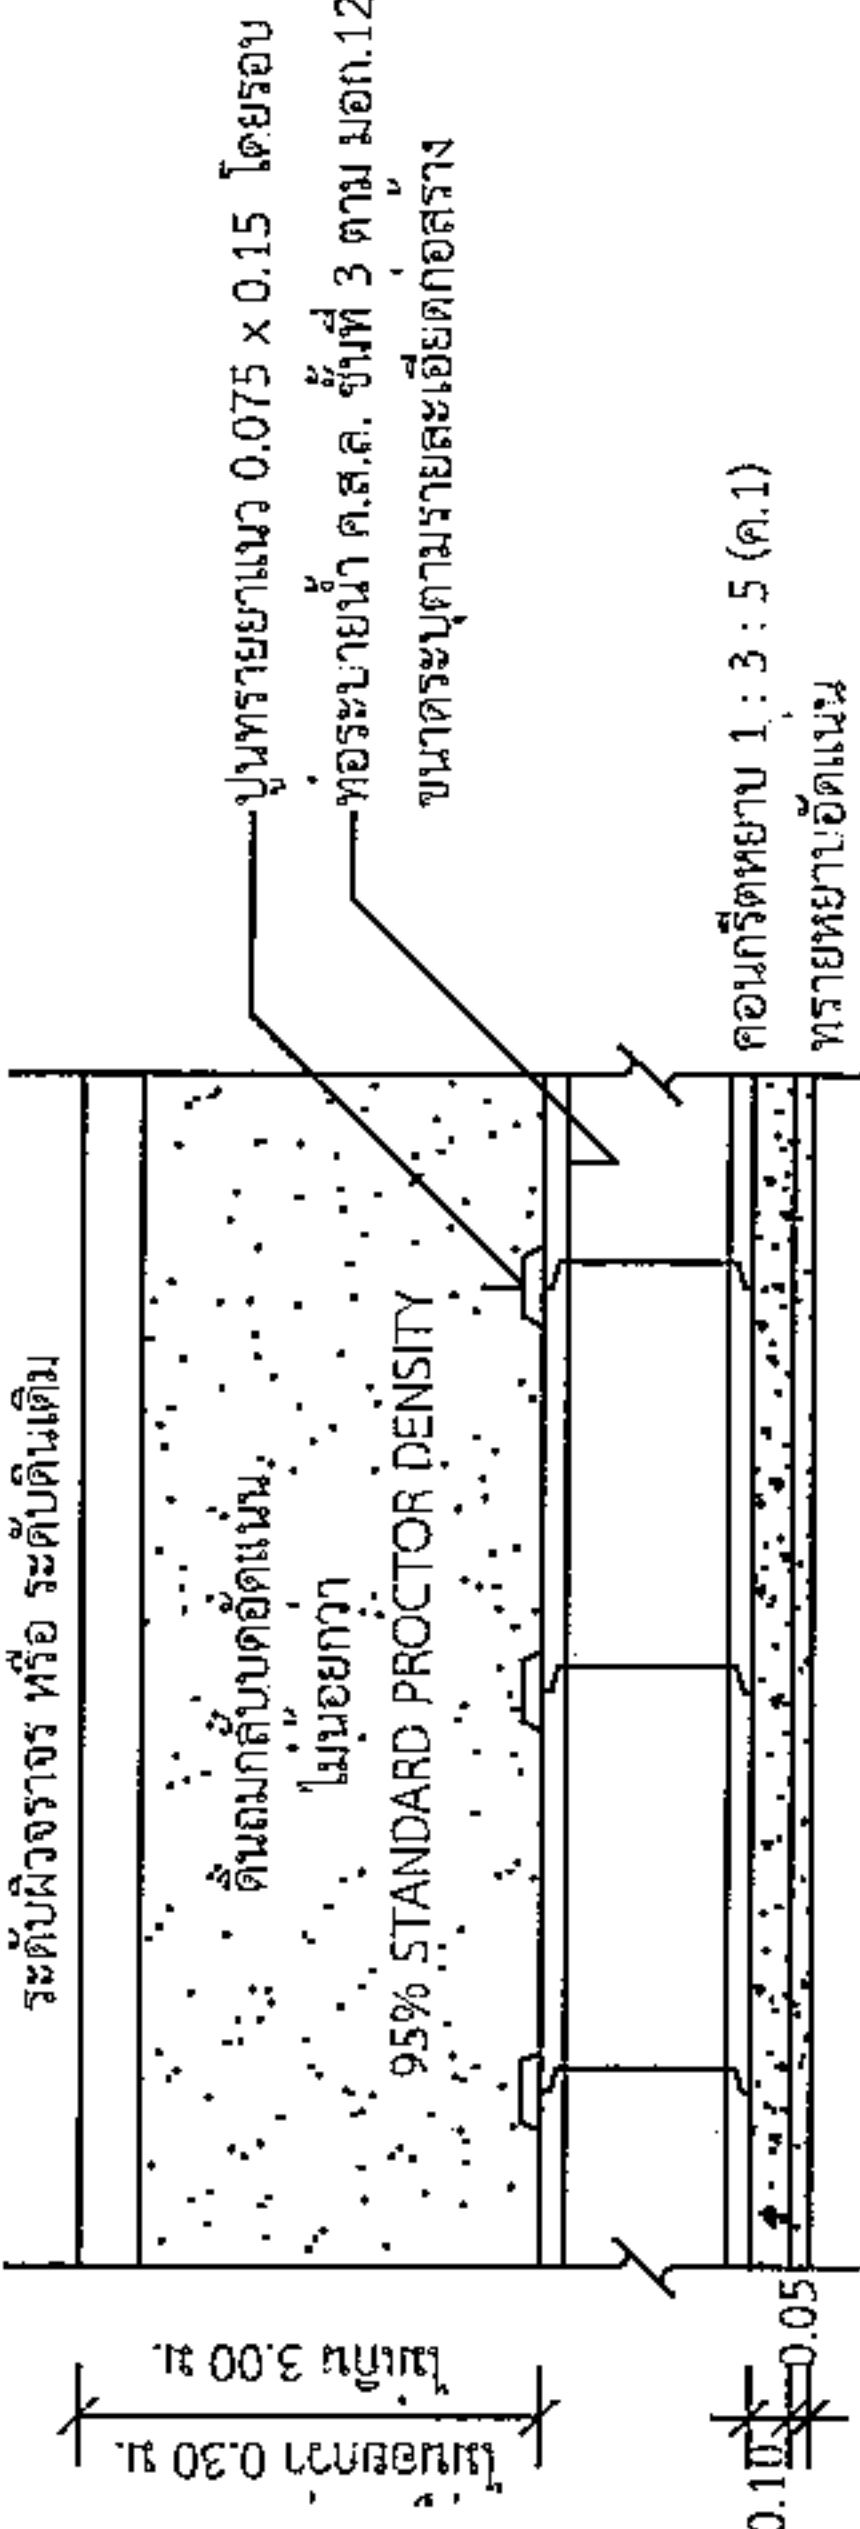 ระดับผิวจราจร หรือ ระดับดินเดิม
ปูนทรายยาแนว 0.075 x 0.15 โดยรอบ
ท่อระบายน้ำ ค.ส.ล. ชั้นที่ 3 ตาม มอก.12
ขนาดระบุตามรายละเอียดก่อสร้าง
ดินถมกลับบดอัดแน่น
ไม่น้อยกว่า
95% STANDARD PROCTOR DENSITY
คอนกรีตหยาบ 1 : 3 : 5 (ค.1)
ทรายหยาบอัดแน่น
ไม่น้อยกว่า 0.30 ม.
ไม่เกิน 3.00 ม.
0.10
0.05